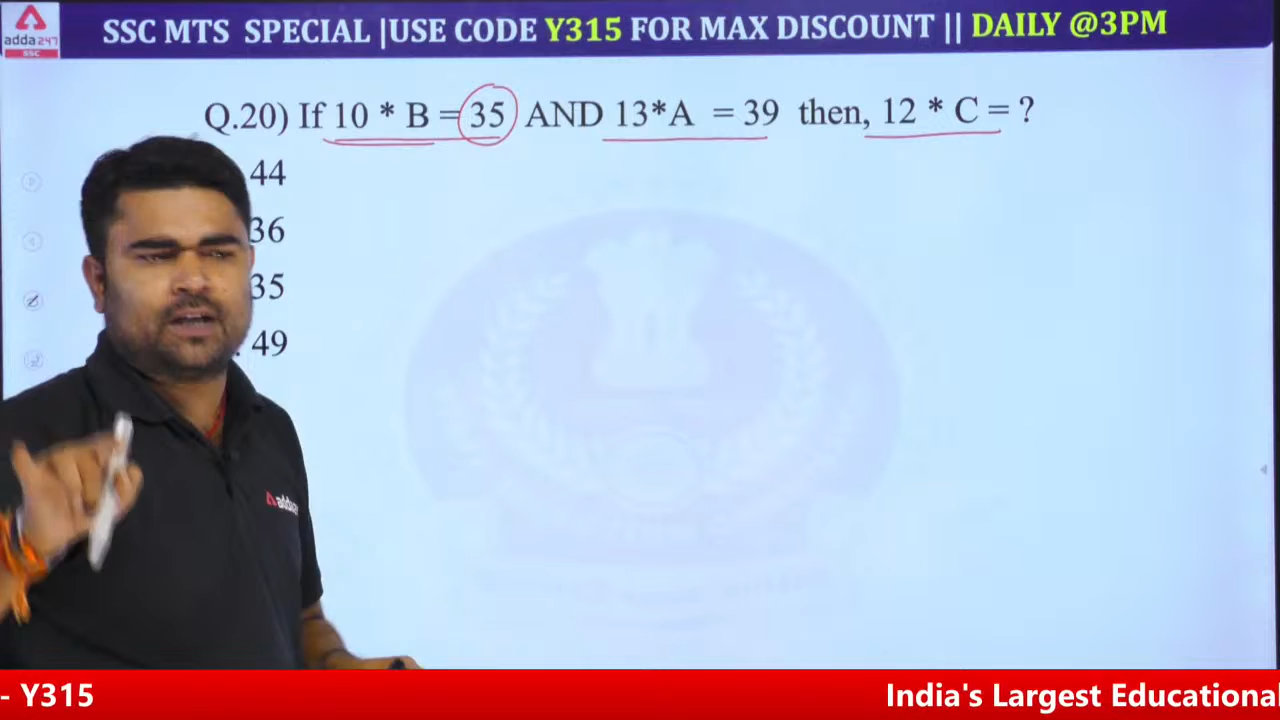 adda247
SSC
SSC MTS SPECIAL |USE CODE Y315 FOR MAX DISCOUNT || DAILY @3PM
Q.20) If 10 * B = 35 AND 13*A = 39 then, 12 * C = ?
44
36
35
. 49
adda247
- Y315
India's Largest Educational